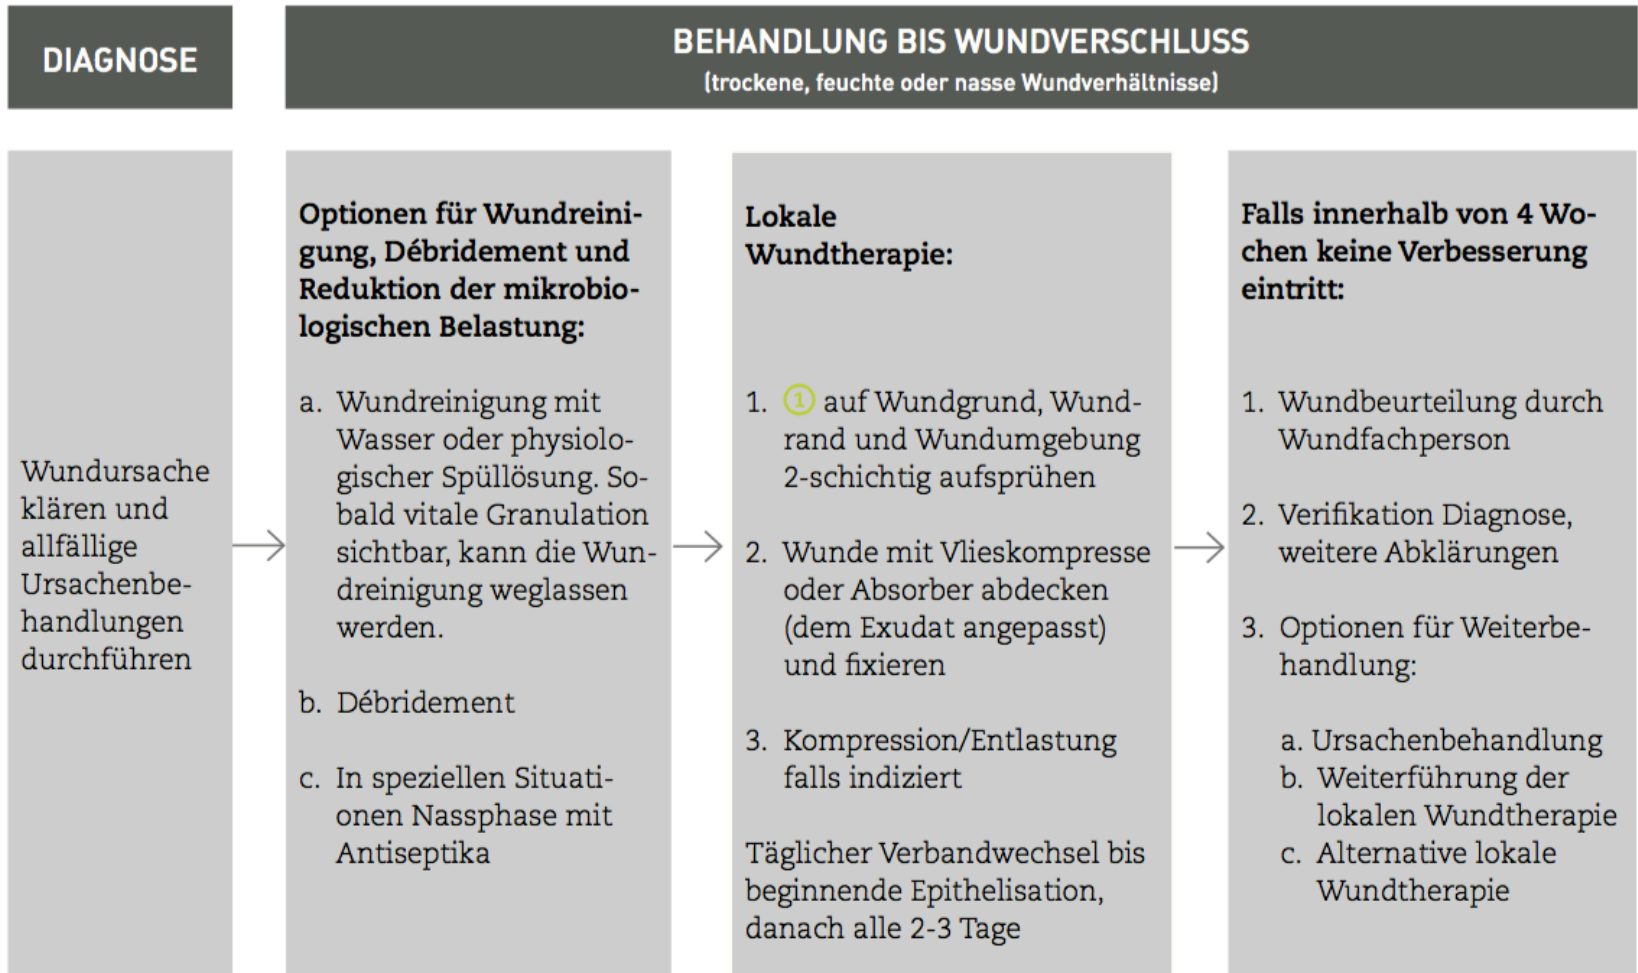 DIAGNOSE
BEHANDLUNG BIS WUNDVERSCHLUSS
(trockene, feuchte oder nasse Wundverhältnisse)
Wundursache
klären und
allfällige
Ursachenbe-
handlungen
durchführen
Optionen für Wundreini-
gung, Débridement und
Reduktion der mikrobio-
logischen Belastung:
a. Wundreinigung mit
Wasser oder physiolo-
gischer Spüllösung. So-
bald vitale Granulation
sichtbar, kann die Wun-
dreinigung weglassen
werden.
b. Débridement
c. In speziellen Situati-
onen Nassphase mit
Antiseptika
Lokale
Wundtherapie:
1. ① auf Wundgrund, Wund-
rand und Wundumgebung
2-schichtig aufsprühen
2. Wunde mit Vlieskompresse
oder Absorber abdecken
(dem Exudat angepasst)
und fixieren
3. Kompression/Entlastung
falls indiziert
Täglicher Verbandwechsel bis
beginnende Epithelisation,
danach alle 2-3 Tage
Falls innerhalb von 4 Wo-
chen keine Verbesserung
eintritt:
1. Wundbeurteilung durch
Wundfachperson
2. Verifikation Diagnose,
weitere Abklärungen
3. Optionen für Weiterbe-
handlung:
a. Ursachenbehandlung
b. Weiterführung der
lokalen Wundtherapie
c. Alternative lokale
Wundtherapie